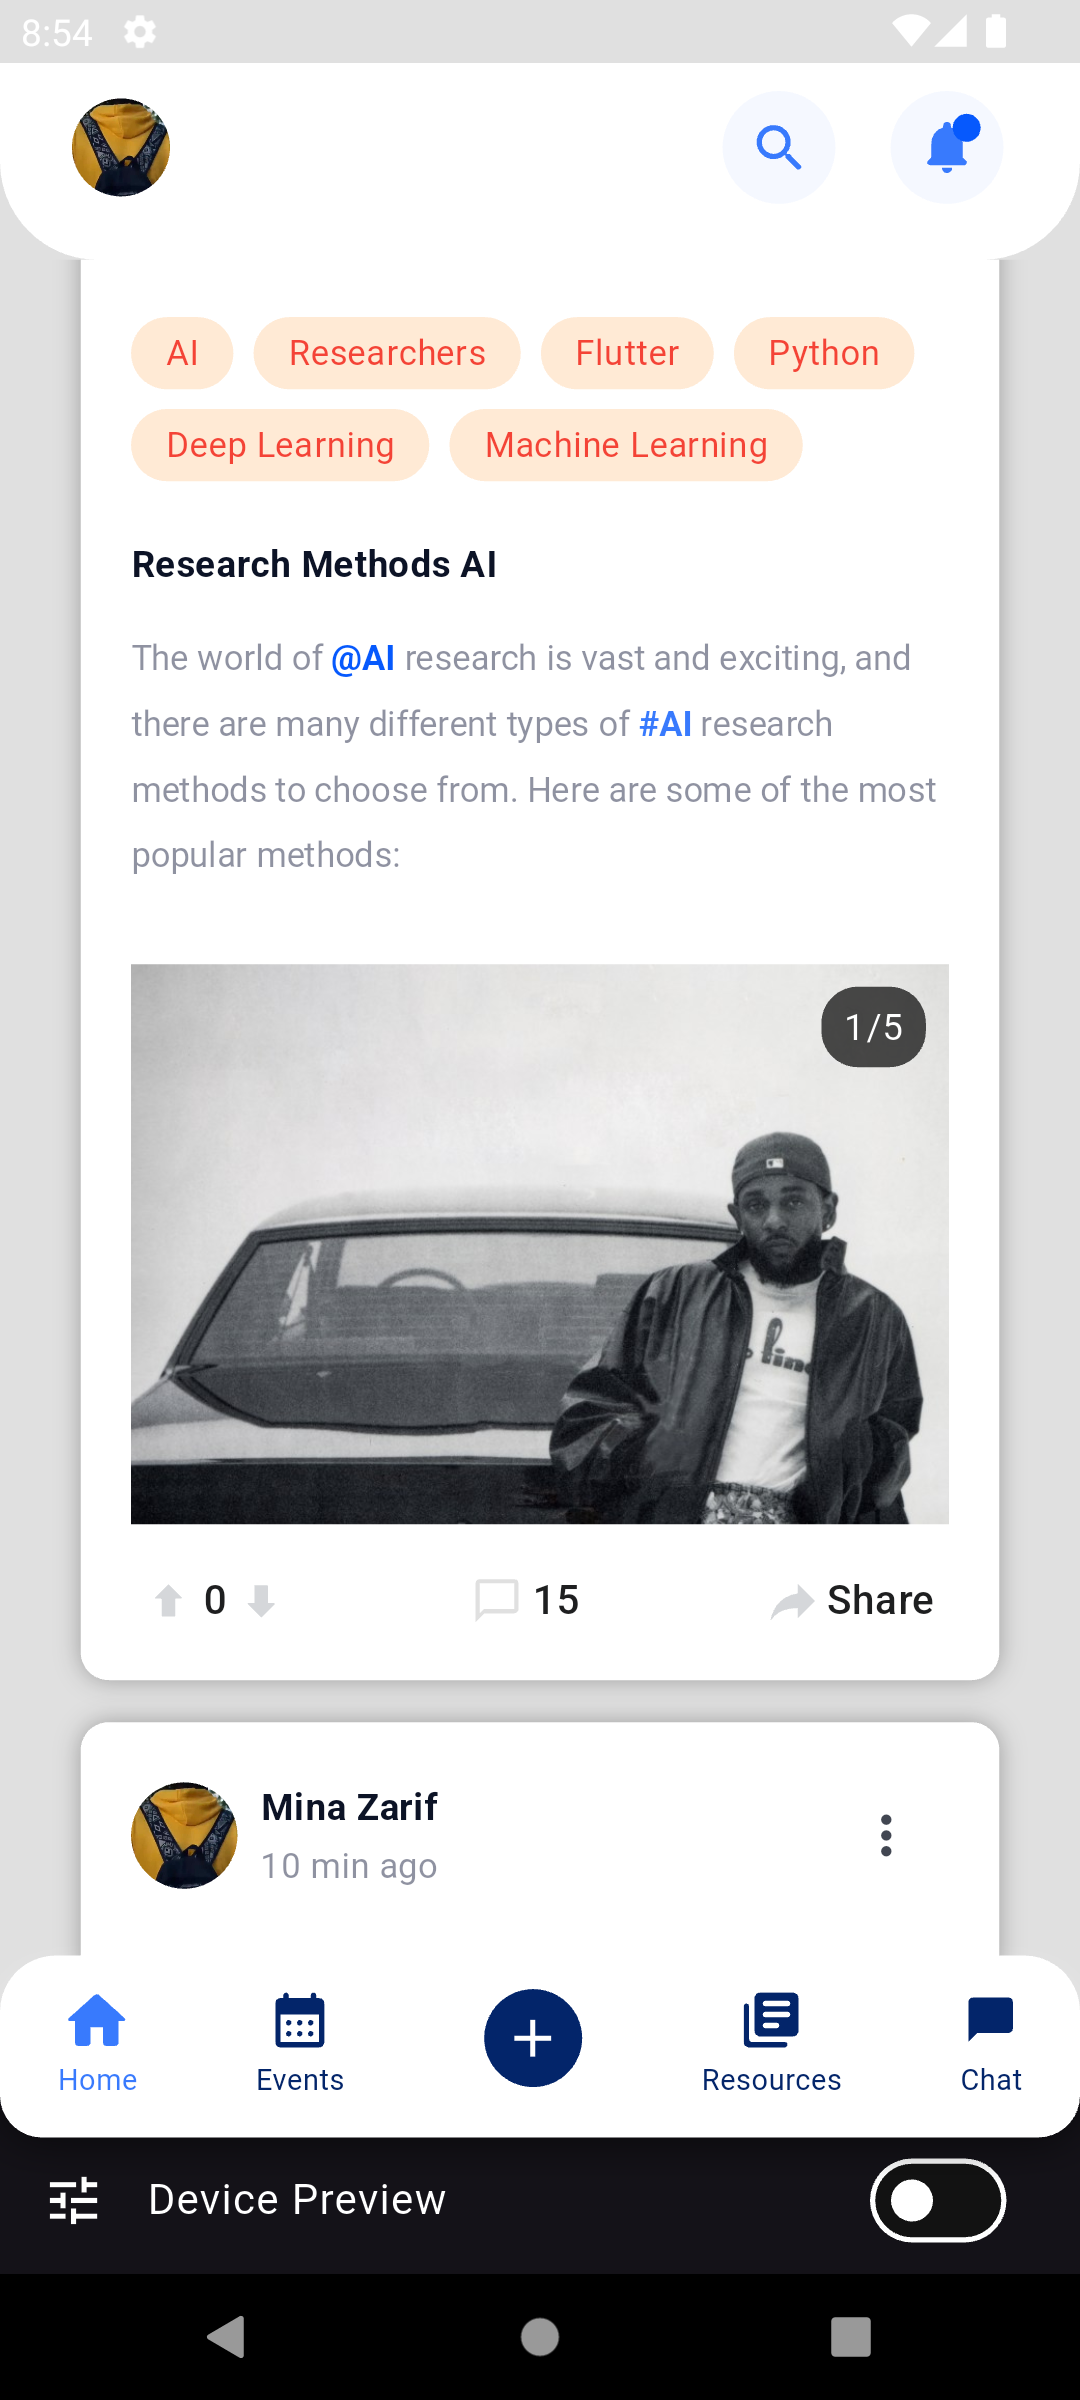 8:54
AI Researchers Flutter Python
Deep Learning Machine Learning
Research Methods AI
The world of @AI research is vast and exciting, and
there are many different types of #AI research
methods to choose from. Here are some of the most
popular methods:
1/5
0 15 Share
Mina Zarif
10 min ago
Home Events Resources Chat
Device Preview